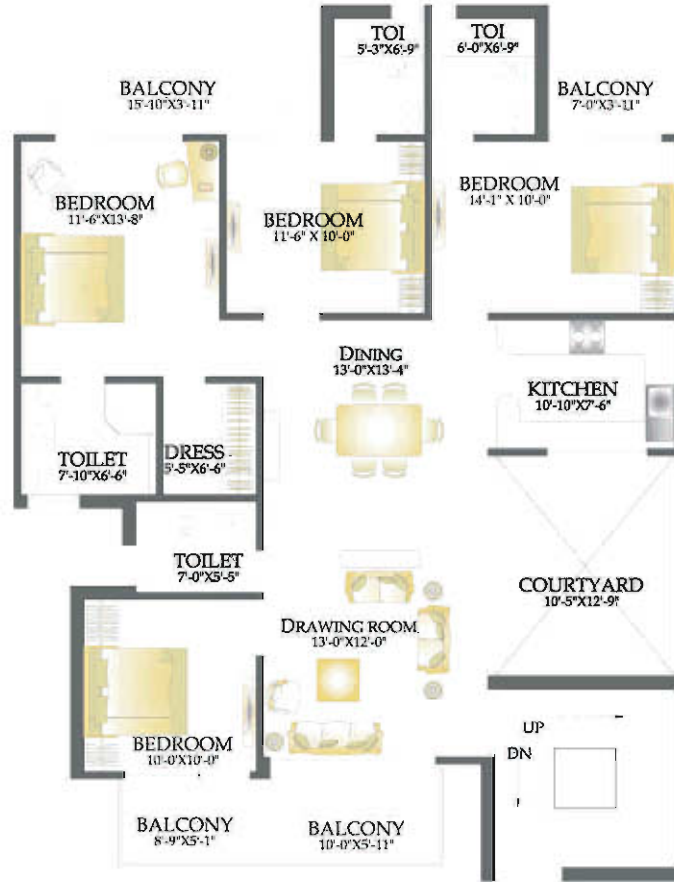 TOI
5'-3"X6'-9"
TOI
6'-0"X6'-9"
BALCONY
15'-10"X3'-11"
BALCONY
7'-0"X3'-11"
BEDROOM
11'-6"X13'-8"
BEDROOM
11'-6" X 10'-0"
BEDROOM
14'-1" X 10'-0"
DINING
13'-0"X13'-4"
KITCHEN
10'-10"X7'-6"
TOILET
7'-10"X6'-6"
DRESS
5'-5"X6'-6"
TOILET
7'-0"X5'-5"
COURTYARD
10'-5"X12'-9"
DRAWING ROOM
13'-0"X12'-0"
BEDROOM
10'-0"X10'-0"
UP
DN
BALCONY
8'-9"X5'-1"
BALCONY
10'-0"X5'-11"